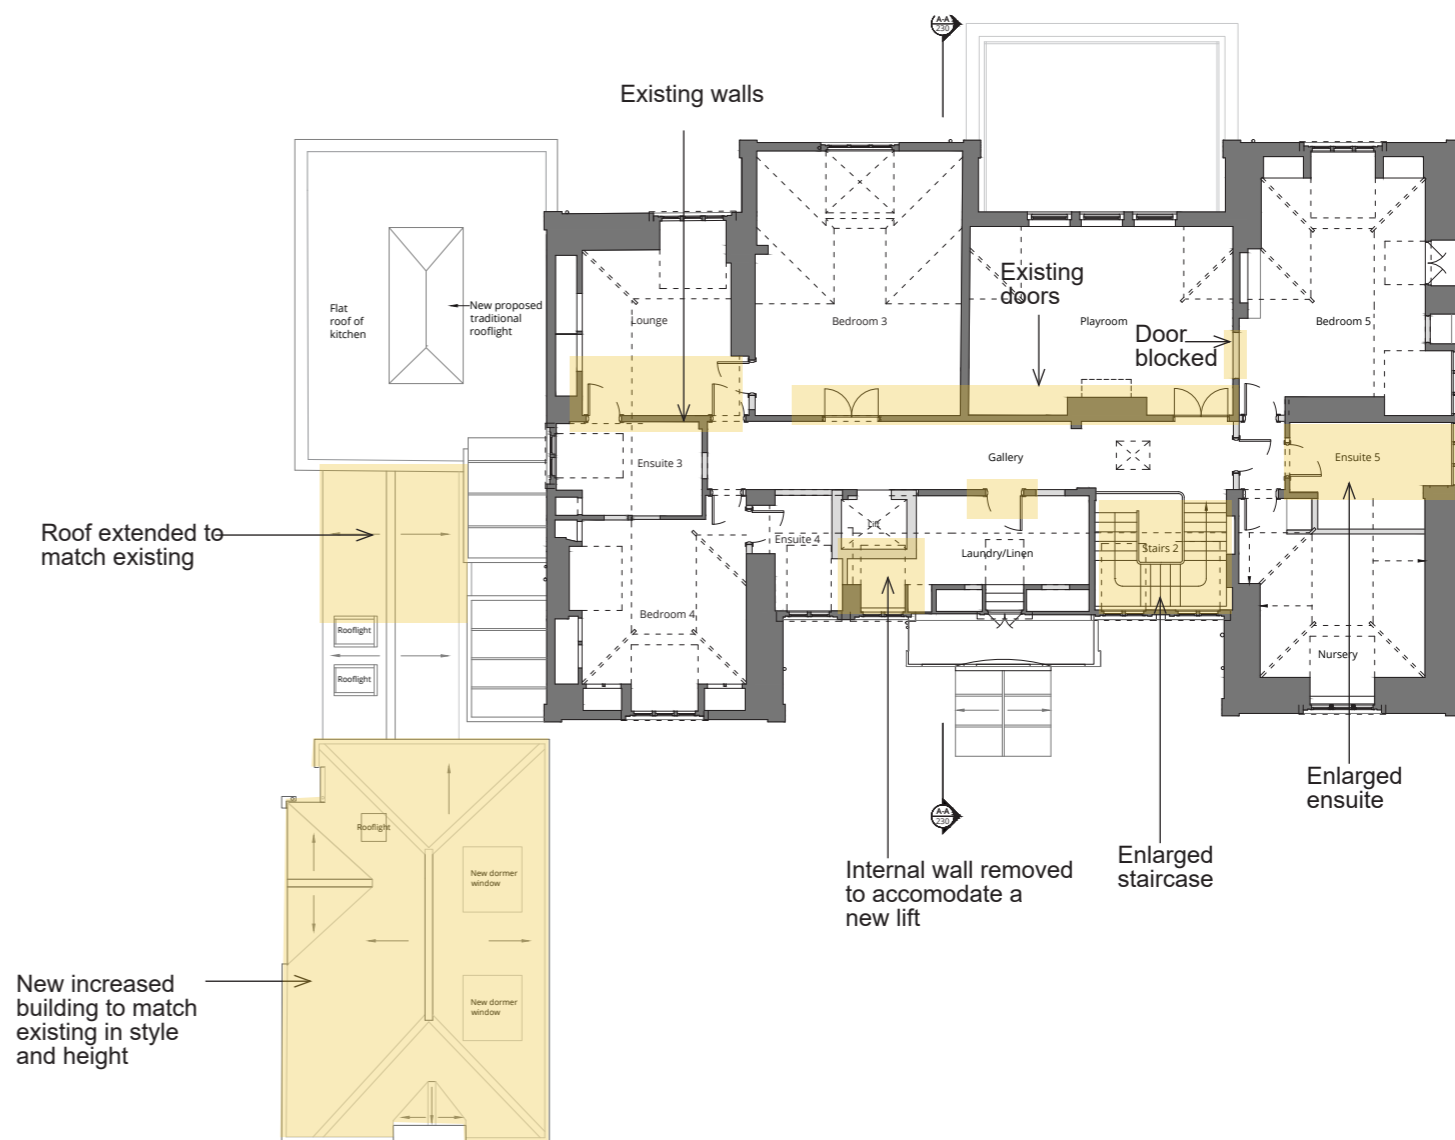 A-A
230
Existing walls
Existing
doors
Flat
roof of
kitchen
New proposed
traditional
rooflight
Lounge
Bedroom 3
Playroom
Door
blocked
Bedroom 5
Ensuite 3
Gallery
Ensuite 5
Roof extended to
match existing
Lift
Ensuite 4
Laundry/Linen
Stairs 2
Bedroom 4
Rooflight
Rooflight
Nursery
Enlarged
ensuite
A-A
230
Rooflight
New dormer
window
Internal wall removed
to accomodate a
new lift
Enlarged
staircase
New dormer
window
New increased
building to match
existing in style
and height